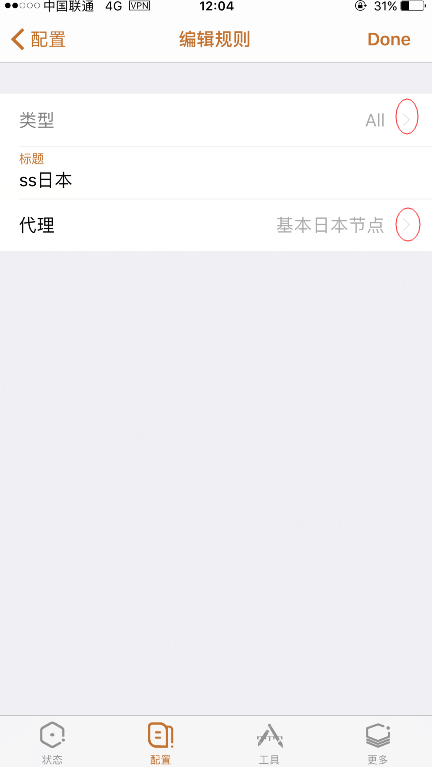 中国联通 4G VPN 12:04 31%
配置 编辑规则 Done
类型 All
标题
ss日本
代理 基本日本节点
状态 配置 工具 更多